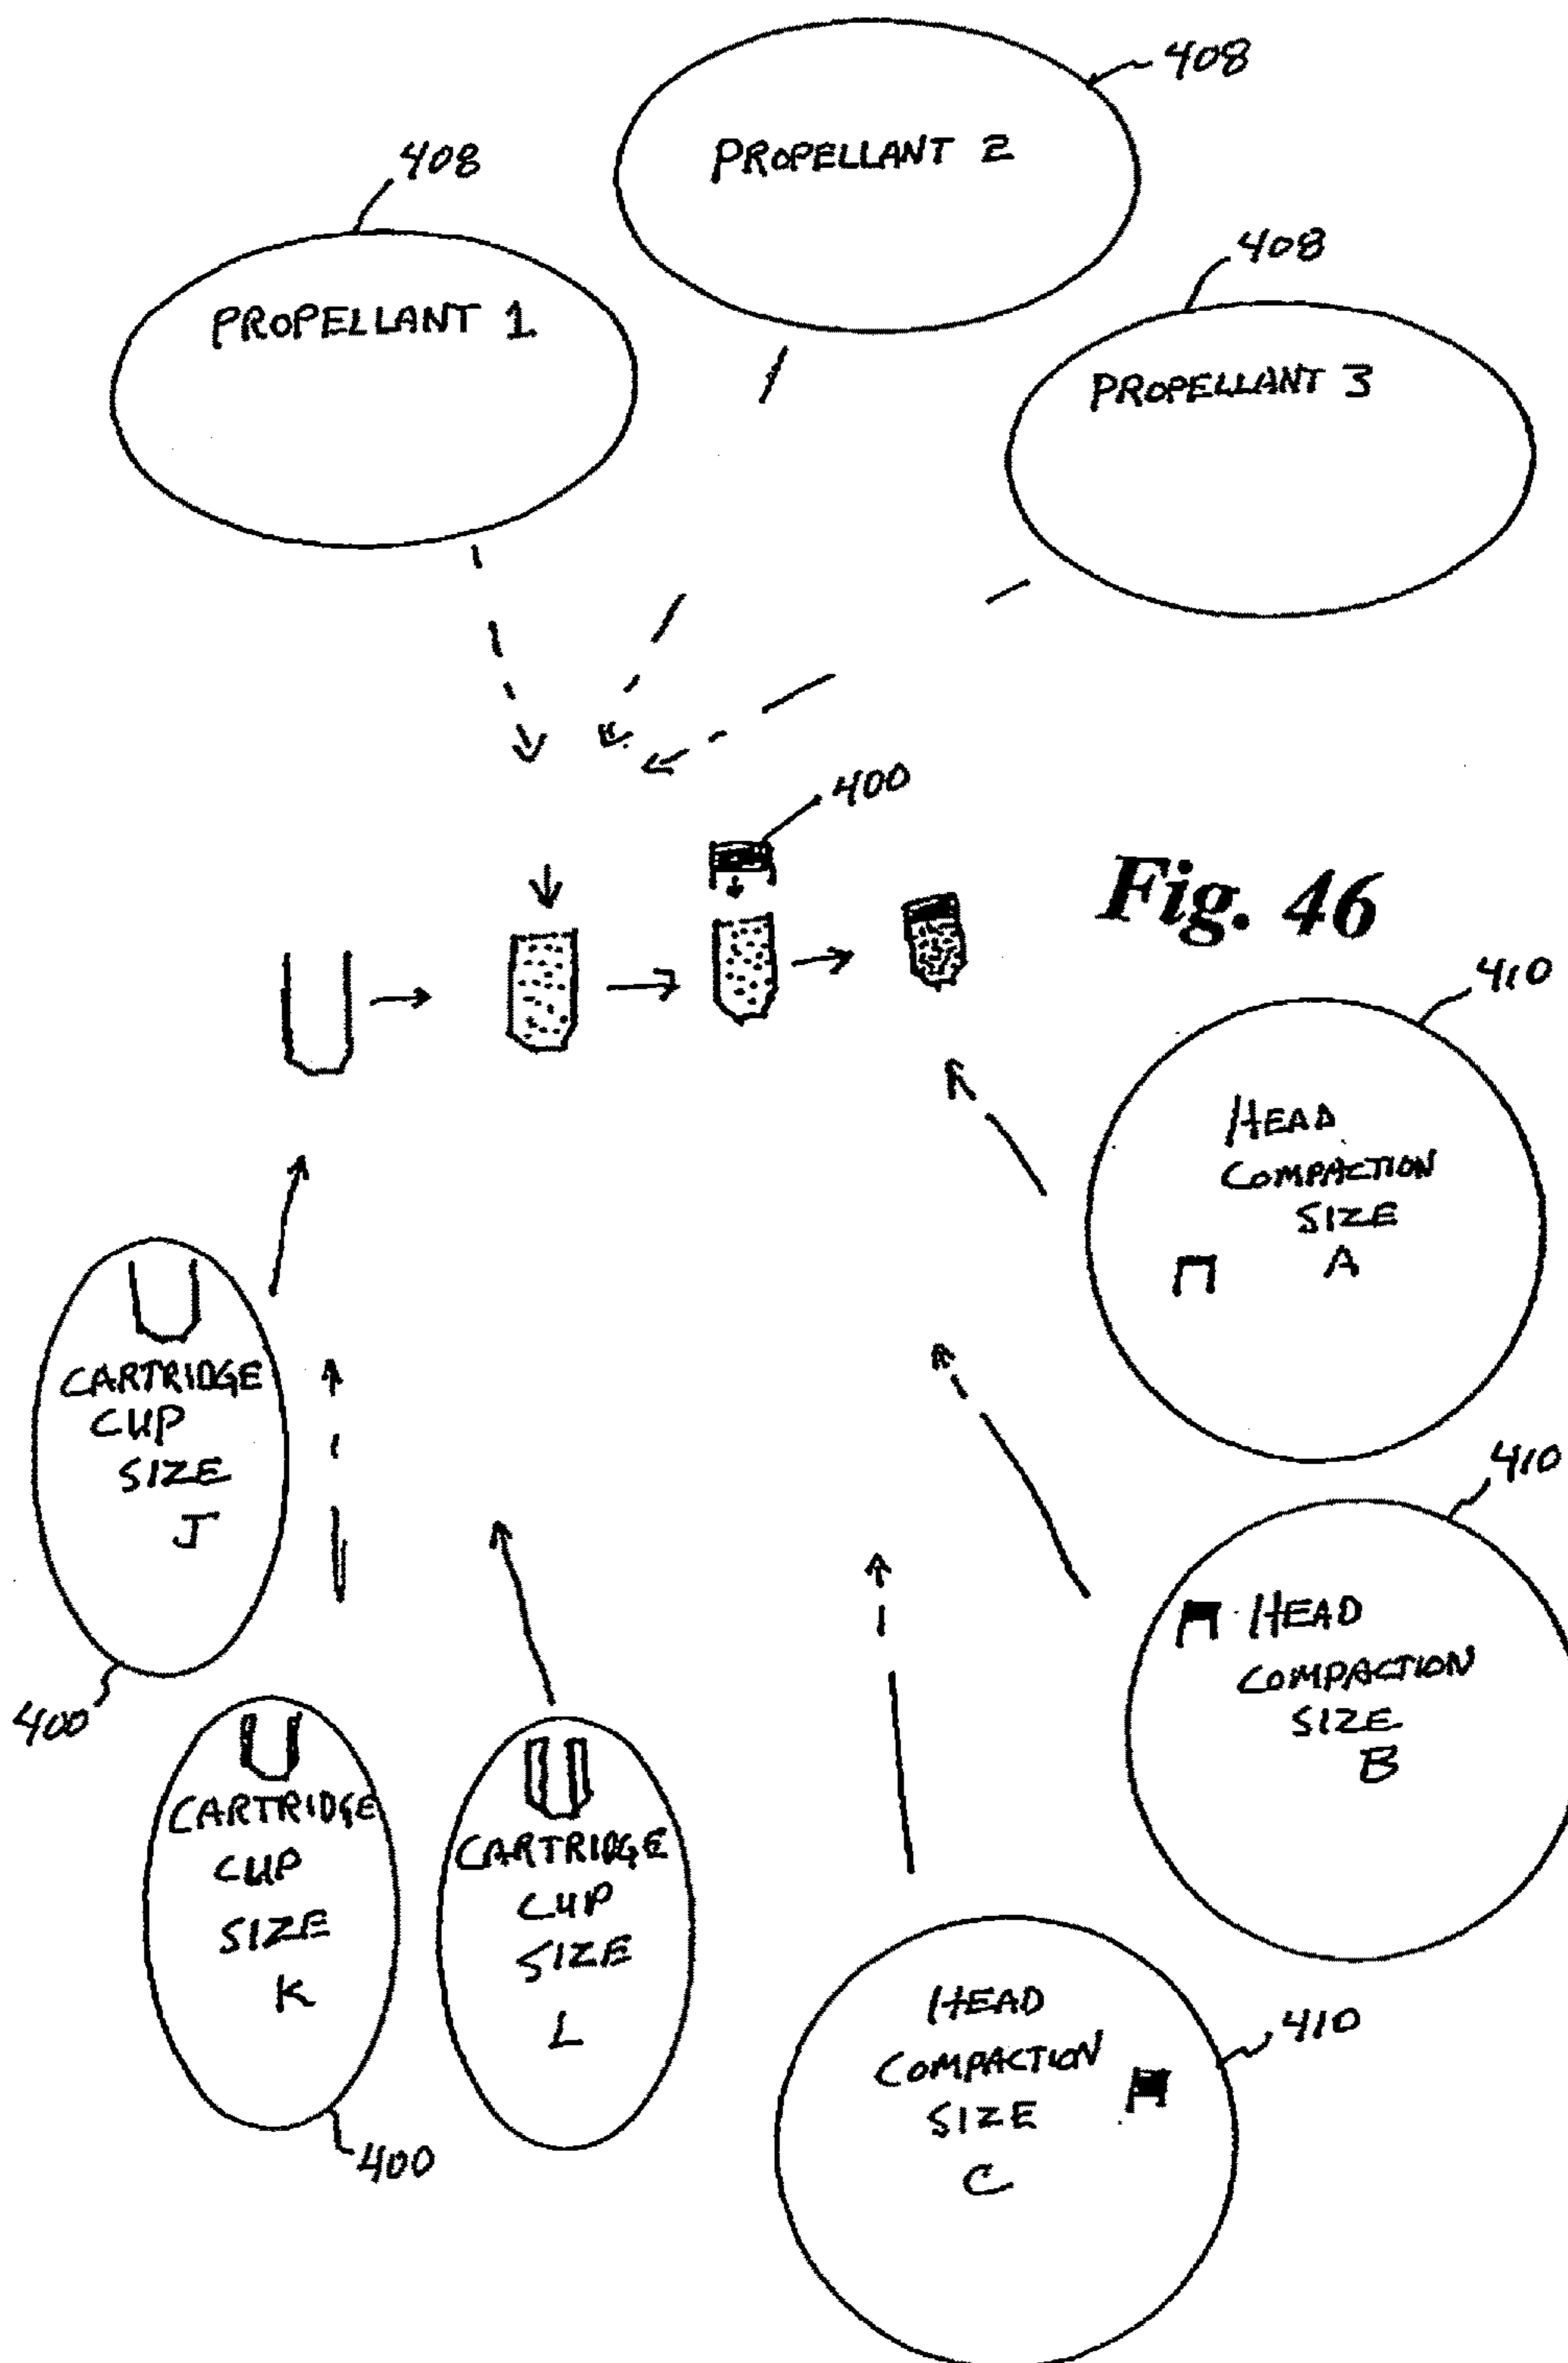 408
PROPELLANT 2
408
PROPELLANT 1
408
PROPELLANT 3
400
Fig. 46
410
HEAD
COMPACTION
SIZE
A
CARTRIDGE
CUP
SIZE
J
400
410
HEAD
COMPACTION
SIZE
B
CARTRIDGE
CUP
SIZE
K
400
CARTRIDGE
CUP
SIZE
L
HEAD
COMPACTION
SIZE
C
410